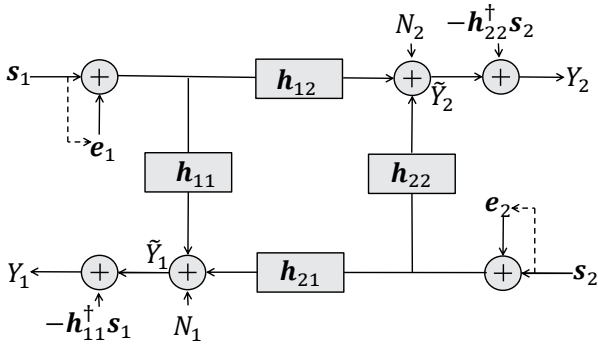 N₂
−h₂₂†s₂
s₁
h₁₂
Ỹ₂
Y₂
e₁
h₁₁
h₂₂
e₂
Y₁
Ỹ₁
h₂₁
s₂
−h₁₁†s₁
N₁